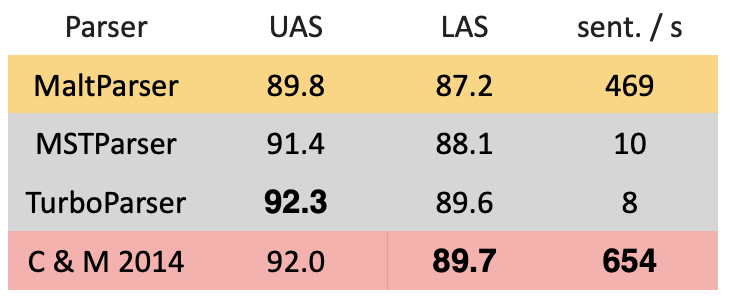 Parser UAS LAS sent. / s
MaltParser 89.8 87.2 469
MSTParser 91.4 88.1 10
TurboParser 92.3 89.6 8
C & M 2014 92.0 89.7 654